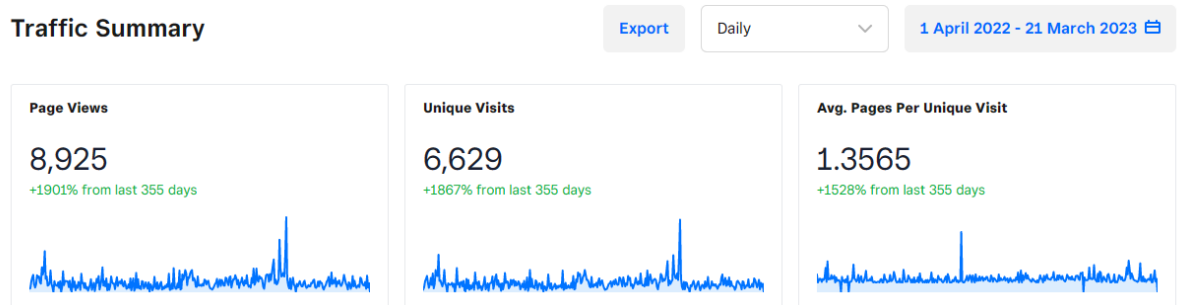 Traffic Summary
Export
Daily
1 April 2022 - 21 March 2023
Page Views
8,925
+1901% from last 355 days
Unique Visits
6,629
+1867% from last 355 days
Avg. Pages Per Unique Visit
1.3565
+1528% from last 355 days